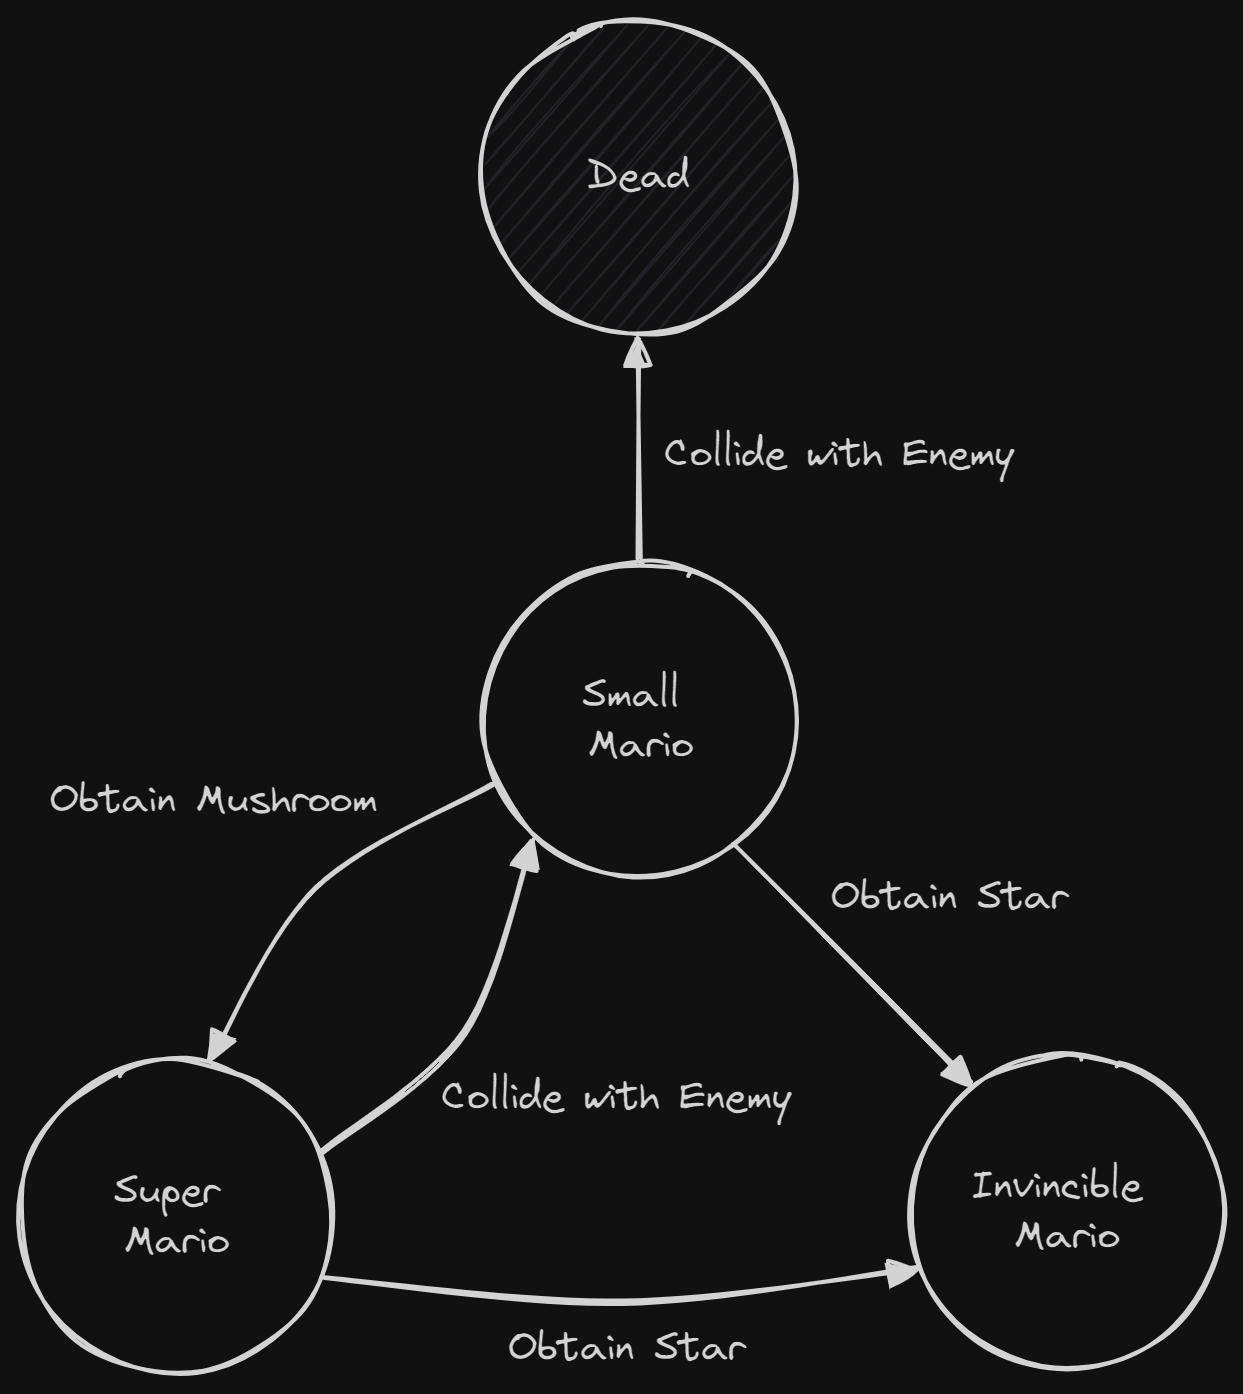 Dead
Collide with Enemy
Small
Mario
Obtain Mushroom
Obtain Star
Collide with Enemy
Super
Mario
Invincible
Mario
Obtain Star